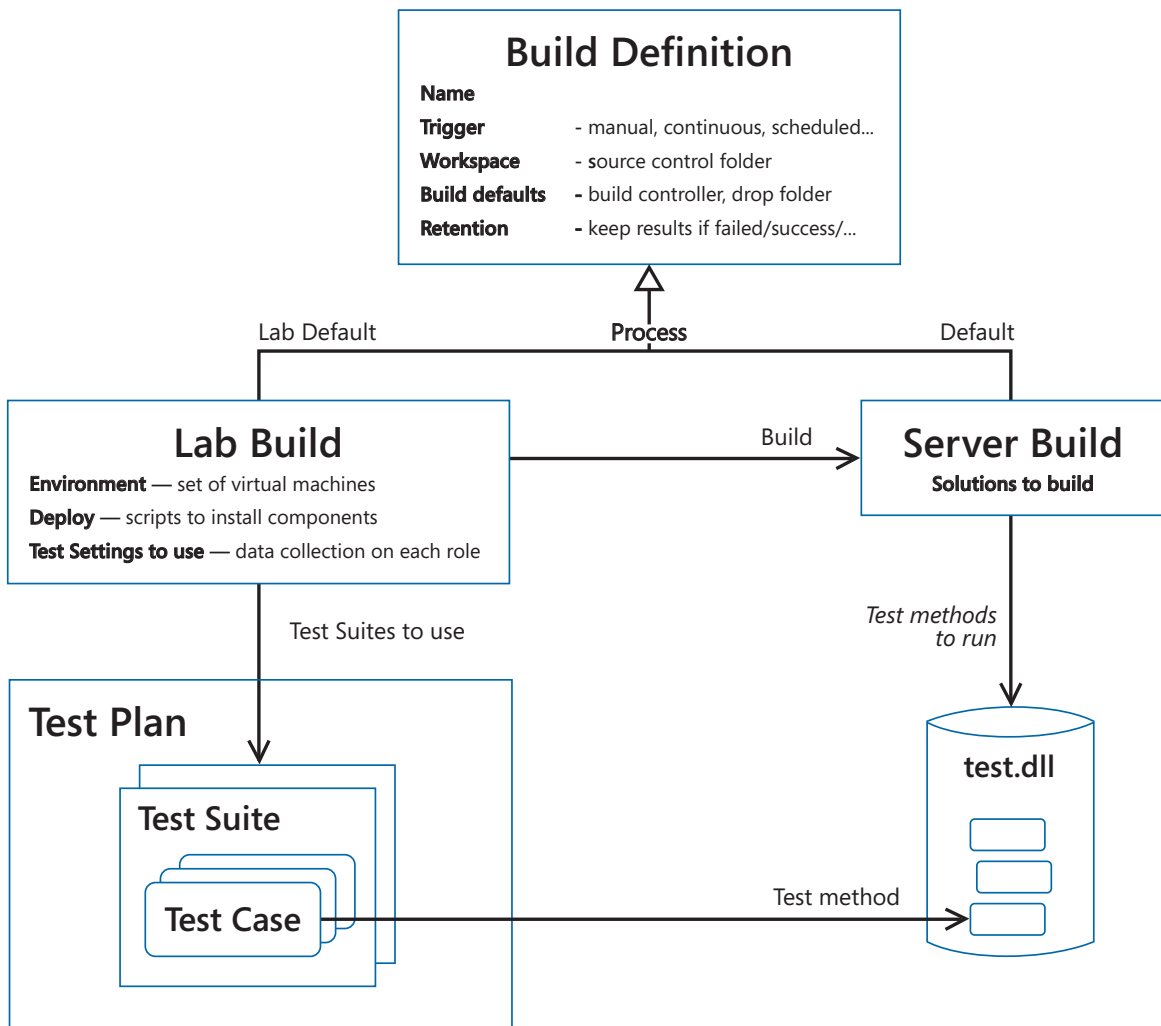 Build Definition
Name
Trigger - manual, continuous, scheduled...
Workspace - source control folder
Build defaults - build controller, drop folder
Retention - keep results if failed/success/...
Lab Default
Process
Default
Lab Build
Environment — set of virtual machines
Deploy — scripts to install components
Test Settings to use — data collection on each role
Build
Server Build
Solutions to build
Test Suites to use
Test methods
to run
Test Plan
Test Suite
Test Case
Test method
test.dll